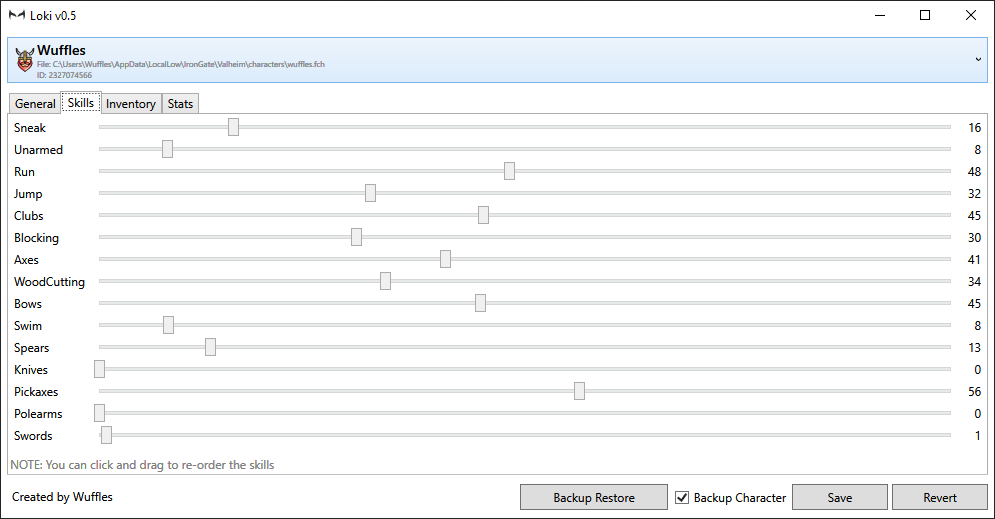 Loki v0.5
Wuffles
File: C:\Users\Wuffles\AppData\LocalLow\IronGate\Valheim\characters\wuffles.fch
ID: 2327074566
General Skills Inventory Stats
Sneak 16
Unarmed 8
Run 48
Jump 32
Clubs 45
Blocking 30
Axes 41
WoodCutting 34
Bows 45
Swim 8
Spears 13
Knives 0
Pickaxes 56
Polearms 0
Swords 1
NOTE: You can click and drag to re-order the skills
Created by Wuffles Backup Restore Backup Character Save Revert